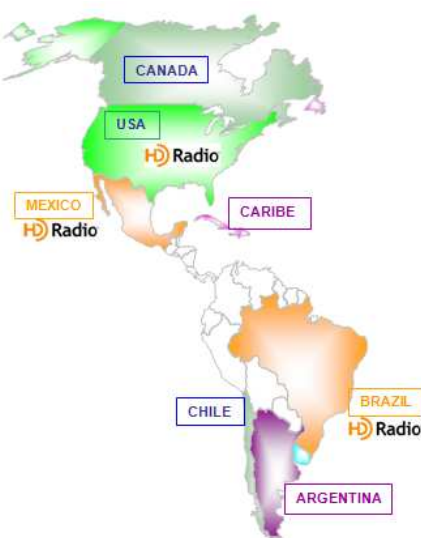 CANADA
USA
HD Radio
MEXICO
HD Radio
CARIBE
CHILE
BRAZIL
HD Radio
ARGENTINA